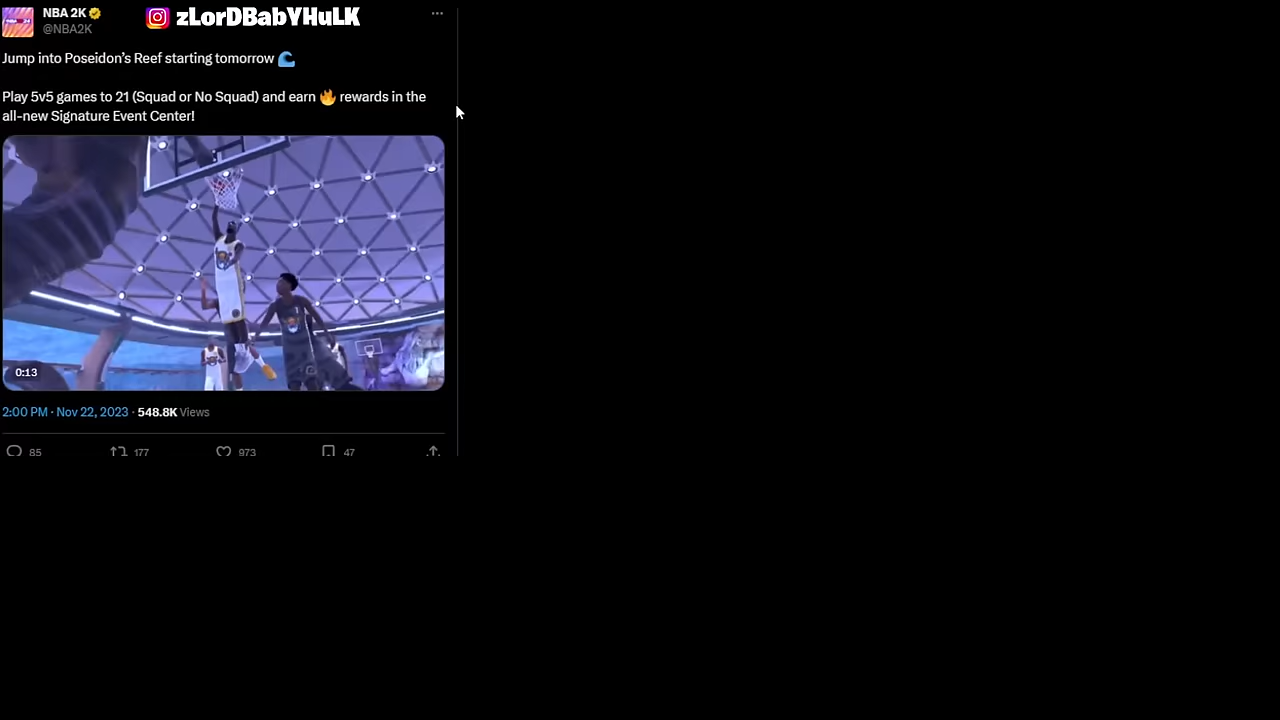 NBA 2K
zLorDBabYHuLK
@NBA2K
Jump into Poseidon’s Reef starting tomorrow 🌊
Play 5v5 games to 21 (Squad or No Squad) and earn 🔥 rewards in the
all-new Signature Event Center!
0:13
2:00 PM · Nov 22, 2023 · 548.8K Views
85 177 973 47